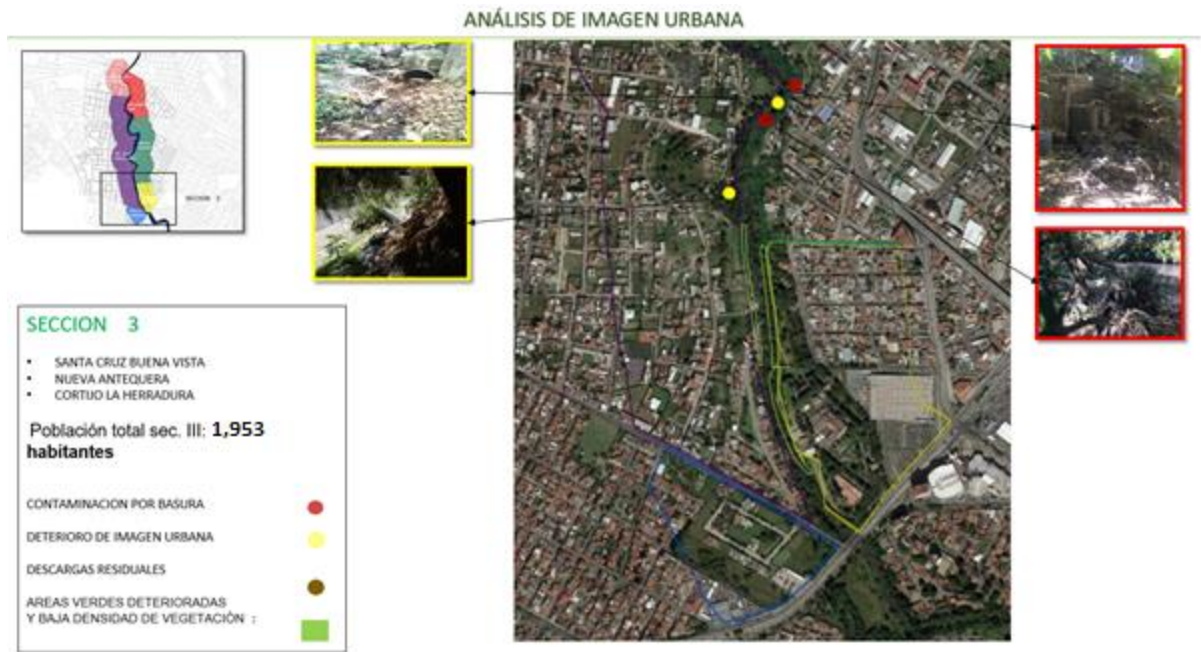 ANÁLISIS DE IMAGEN URBANA
SECCION 3
SECCION 3
• SANTA CRUZ BUENA VISTA
• NUEVA ANTEQUERA
• CORTIJO LA HERRADURA
Población total sec. III: 1,953
habitantes
CONTAMINACION POR BASURA
DETERIORO DE IMAGEN URBANA
DESCARGAS RESIDUALES
AREAS VERDES DETERIORADAS
Y BAJA DENSIDAD DE VEGETACIÓN :